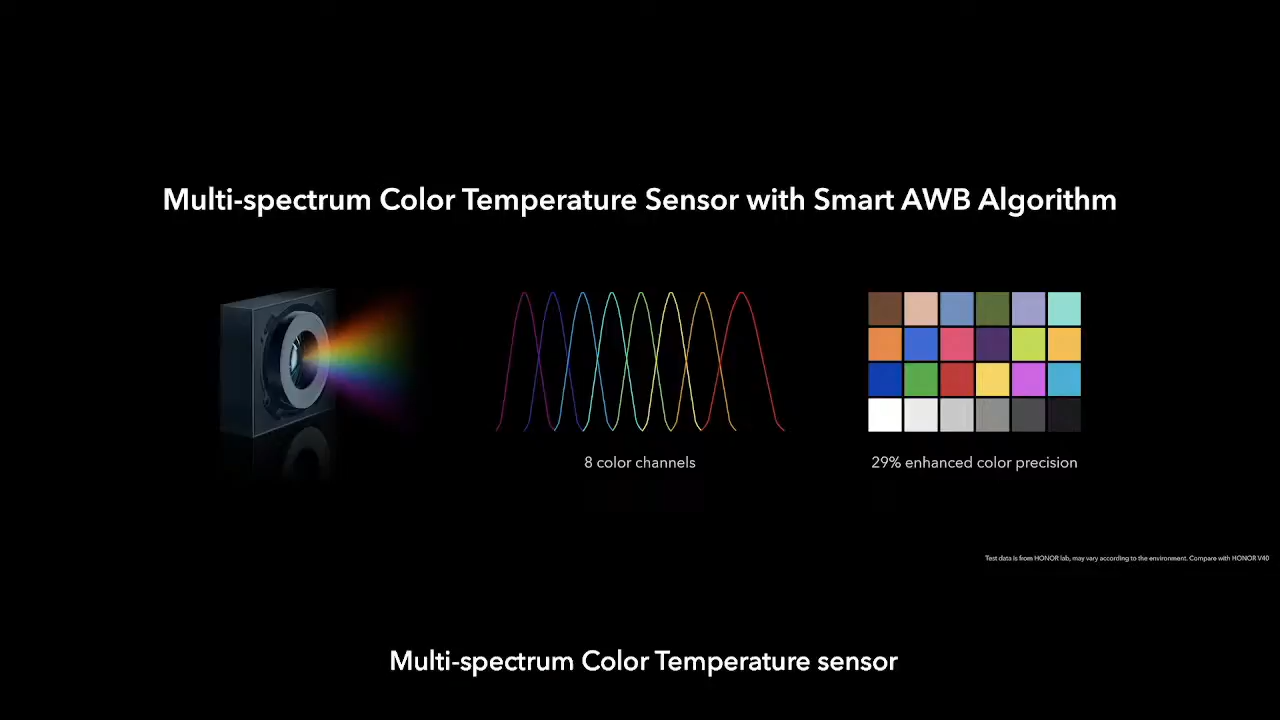 Multi-spectrum Color Temperature Sensor with Smart AWB Algorithm
8 color channels
29% enhanced color precision
Test data is from HONOR lab, may vary according to the environment. Compare with HONOR V40
Multi-spectrum Color Temperature sensor